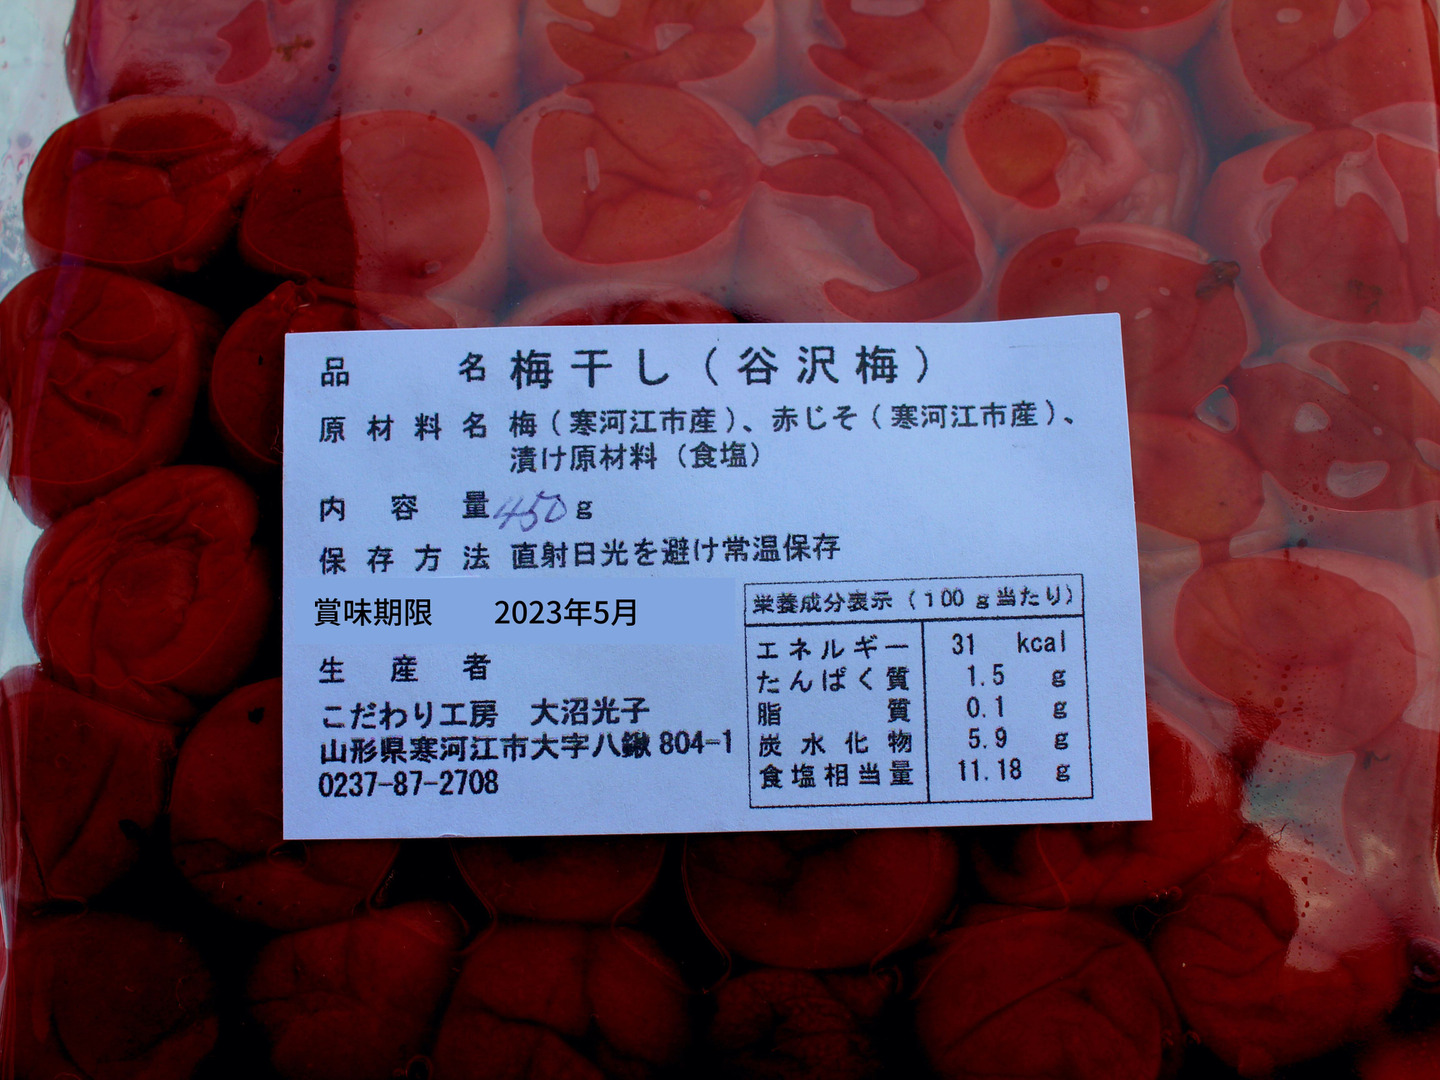 品名 梅干し（谷沢梅）
原材料名 梅（寒河江市産）、赤じそ（寒河江市産）、
漬け原材料（食塩）
内容量 450g
保存方法 直射日光を避け常温保存
賞味期限 2023年5月
生産者
こだわり工房 大沼光子
山形県寒河江市大字八鍬804-1
0237-87-2708
栄養成分表示（100g当たり）
エネルギー 31 kcal
たんぱく質 1.5 g
脂質 0.1 g
炭水化物 5.9 g
食塩相当量 11.18 g